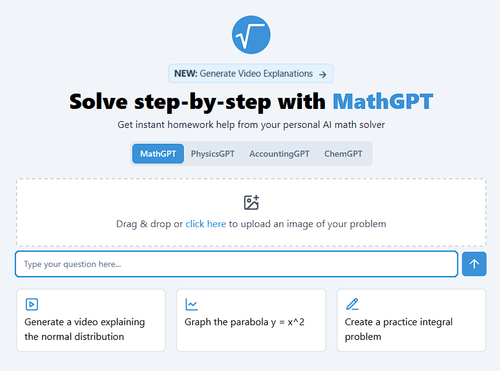 NEW: Generate Video Explanations →
Solve step-by-step with MathGPT
Get instant homework help from your personal AI math solver
MathGPT PhysicsGPT AccountingGPT ChemGPT
Drag & drop or click here to upload an image of your problem
Type your question here...
Generate a video explaining
the normal distribution
Graph the parabola y = x^2
Create a practice integral
problem